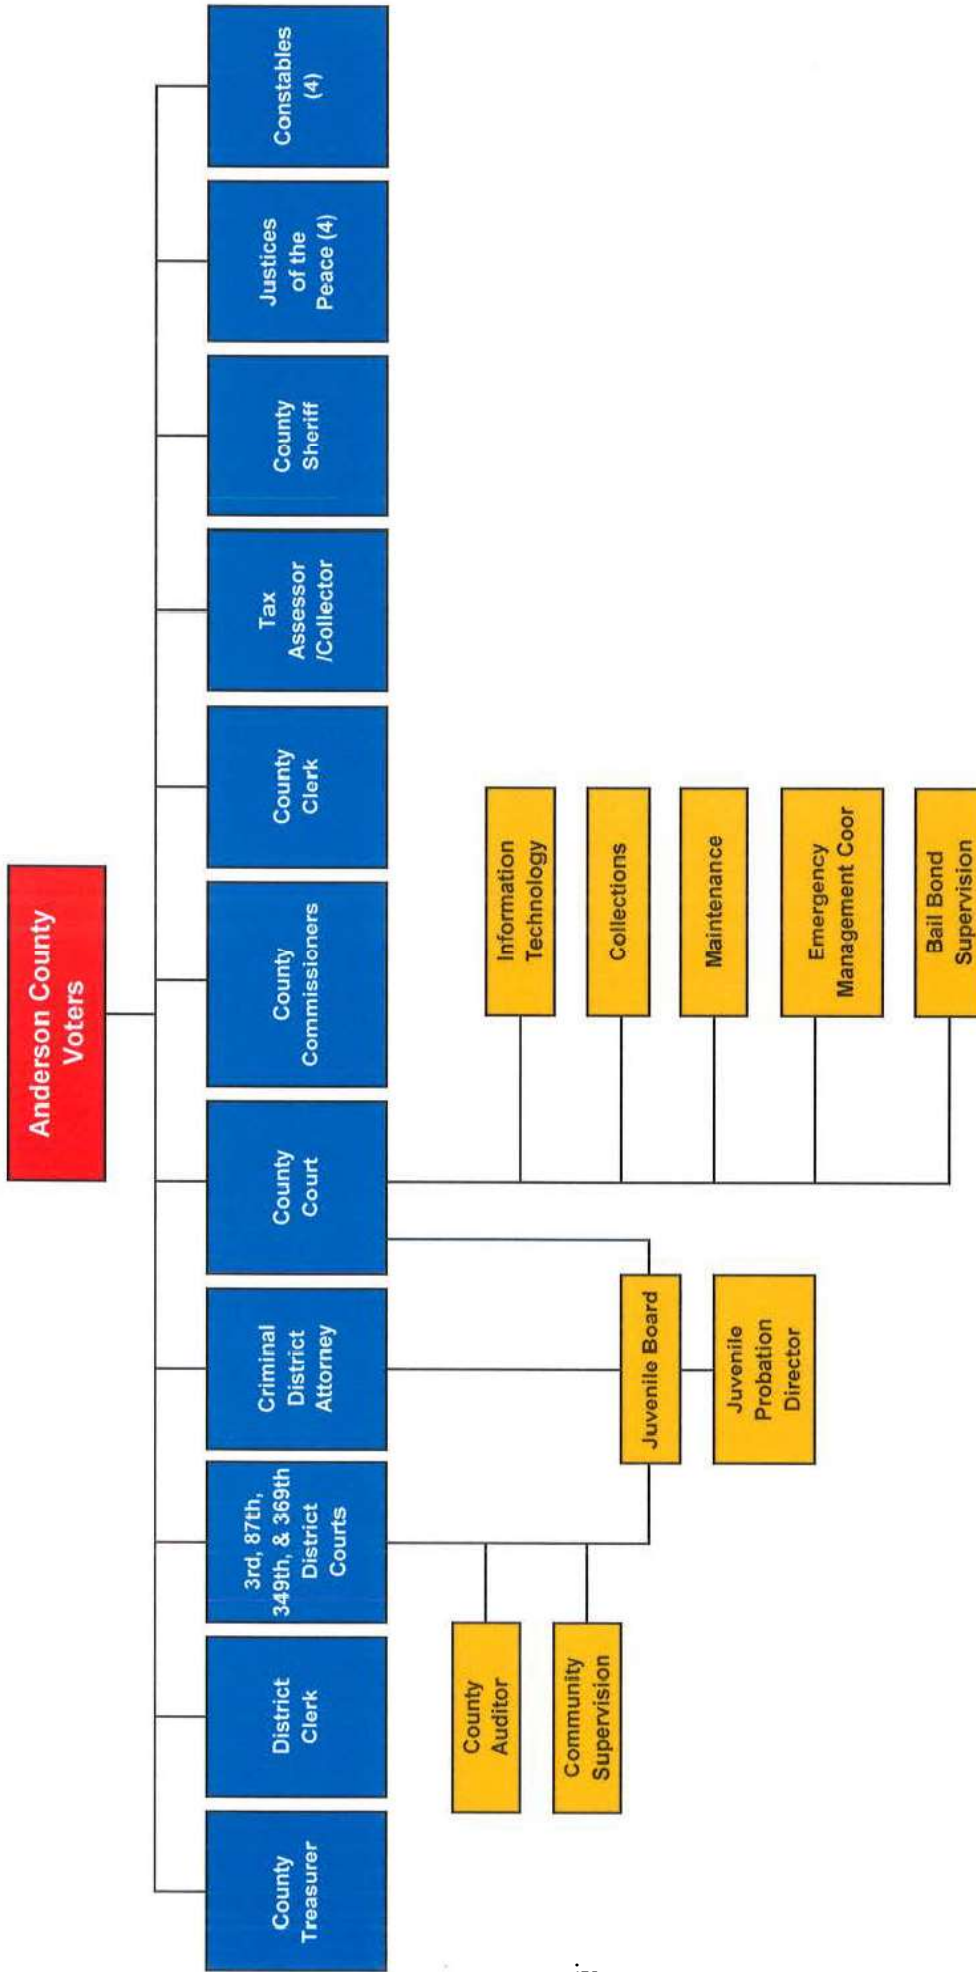 Anderson County
Voters
County
Treasurer
District
Clerk
3rd, 87th,
349th, & 369th
District
Courts
Criminal
District
Attorney
County
Court
County
Commissioners
County
Clerk
Tax
Assessor
/Collector
County
Sheriff
Justices
of the
Peace (4)
Constables
(4)
County
Auditor
Community
Supervision
Juvenile Board
Juvenile
Probation
Director
Information
Technology
Collections
Maintenance
Emergency
Management Coor
Bail Bond
Supervision